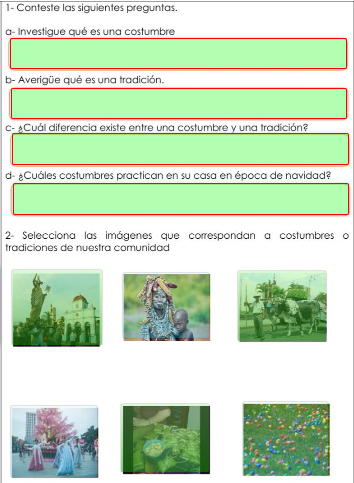 1- Conteste las siguientes preguntas.
a- Investigue qué es una costumbre
b- Averigüe qué es una tradición.
c- ¿Cuál diferencia existe entre una costumbre y una tradición?
d- ¿Cuáles costumbres practican en su casa en época de navidad?
2- Selecciona las imágenes que correspondan a costumbres o
tradiciones de nuestra comunidad